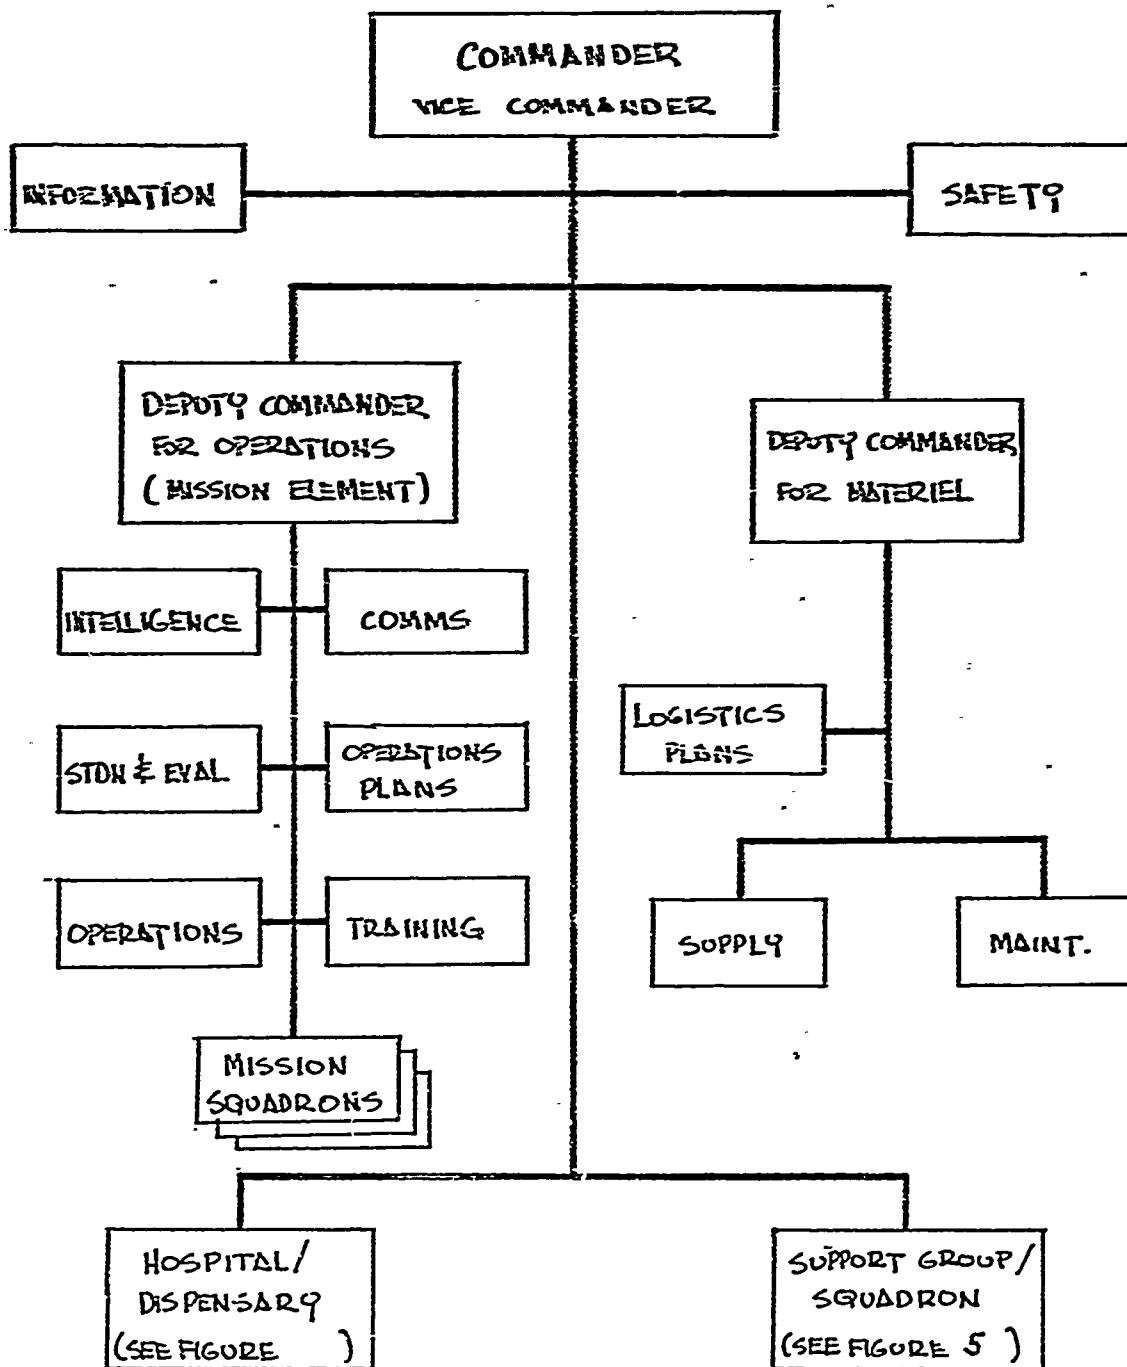 COMMANDER
VICE COMMANDER
INFORMATION
SAFETY
DEPUTY COMMANDER
FOR OPERATIONS
(MISSION ELEMENT)
DEPUTY COMMANDER
FOR MATERIEL
INTELLIGENCE
COMMS
LOGISTICS
PLANS
STDN & EVAL
OPERATIONS
PLANS
OPERATIONS
TRAINING
SUPPLY
MAINT.
MISSION
SQUADRONS
HOSPITAL/
DISPENSARY
(SEE FIGURE )
SUPPORT GROUP/
SQUADRON
(SEE FIGURE 5 )